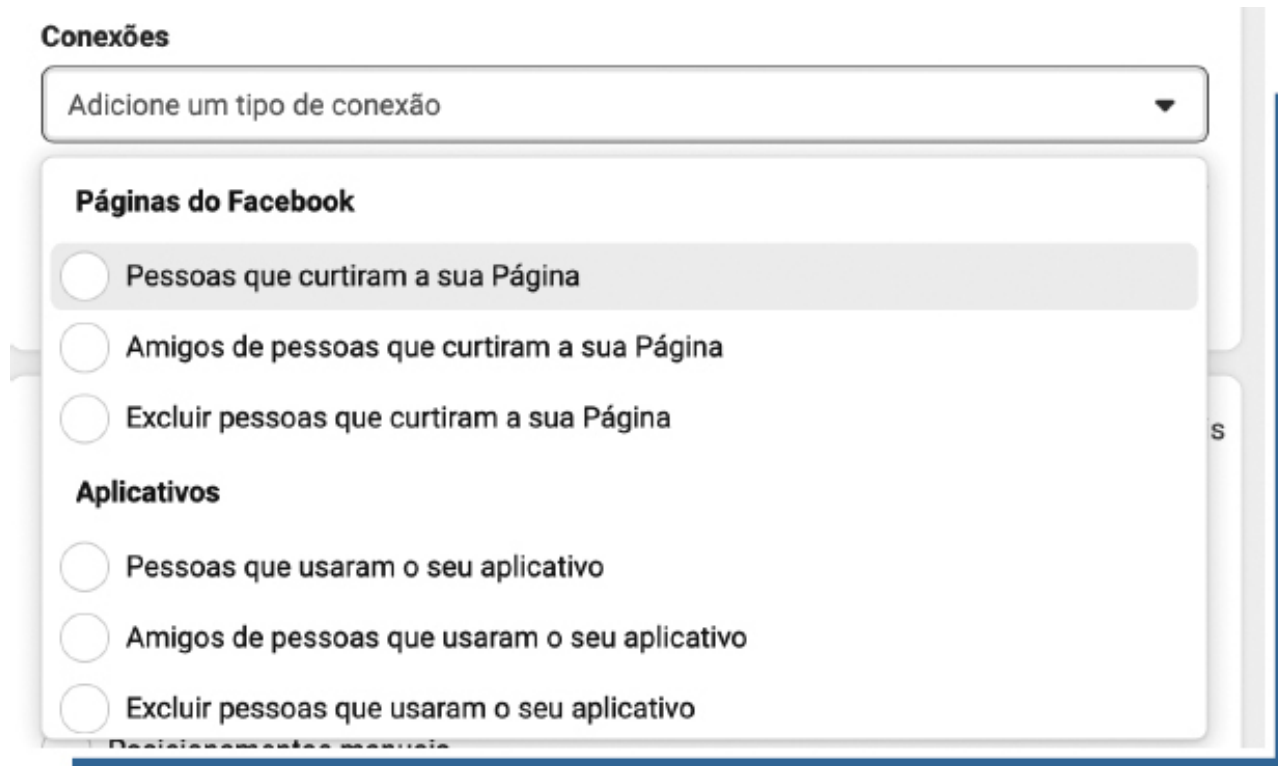 Conexões
Adicione um tipo de conexão
Páginas do Facebook
Pessoas que curtiram a sua Página
Amigos de pessoas que curtiram a sua Página
Excluir pessoas que curtiram a sua Página
Aplicativos
Pessoas que usaram o seu aplicativo
Amigos de pessoas que usaram o seu aplicativo
Excluir pessoas que usaram o seu aplicativo
Posicionamentos manuais